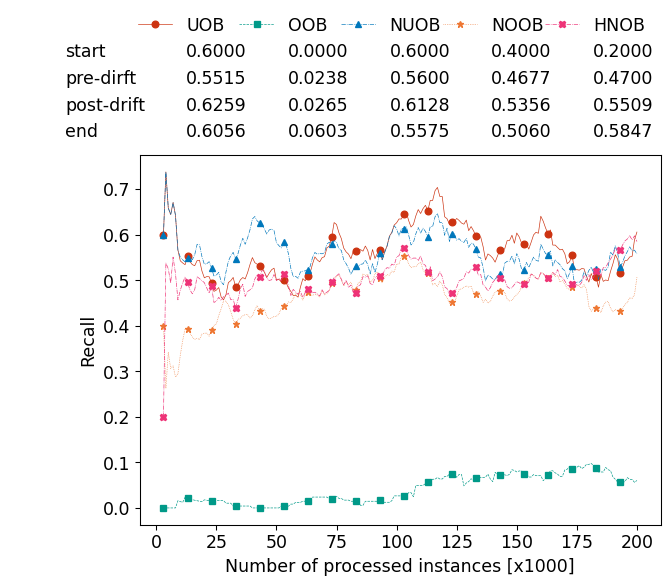 UOB OOB NUOB NOOB HNOB
start 0.6000 0.0000 0.6000 0.4000 0.2000
pre-dirft 0.5515 0.0238 0.5600 0.4677 0.4700
post-drift 0.6259 0.0265 0.6128 0.5356 0.5509
end 0.6056 0.0603 0.5575 0.5060 0.5847
0.7
0.6
0.5
0.4
0.3
0.2
0.1
0.0
Recall
0 25 50 75 100 125 150 175 200
Number of processed instances [x1000]